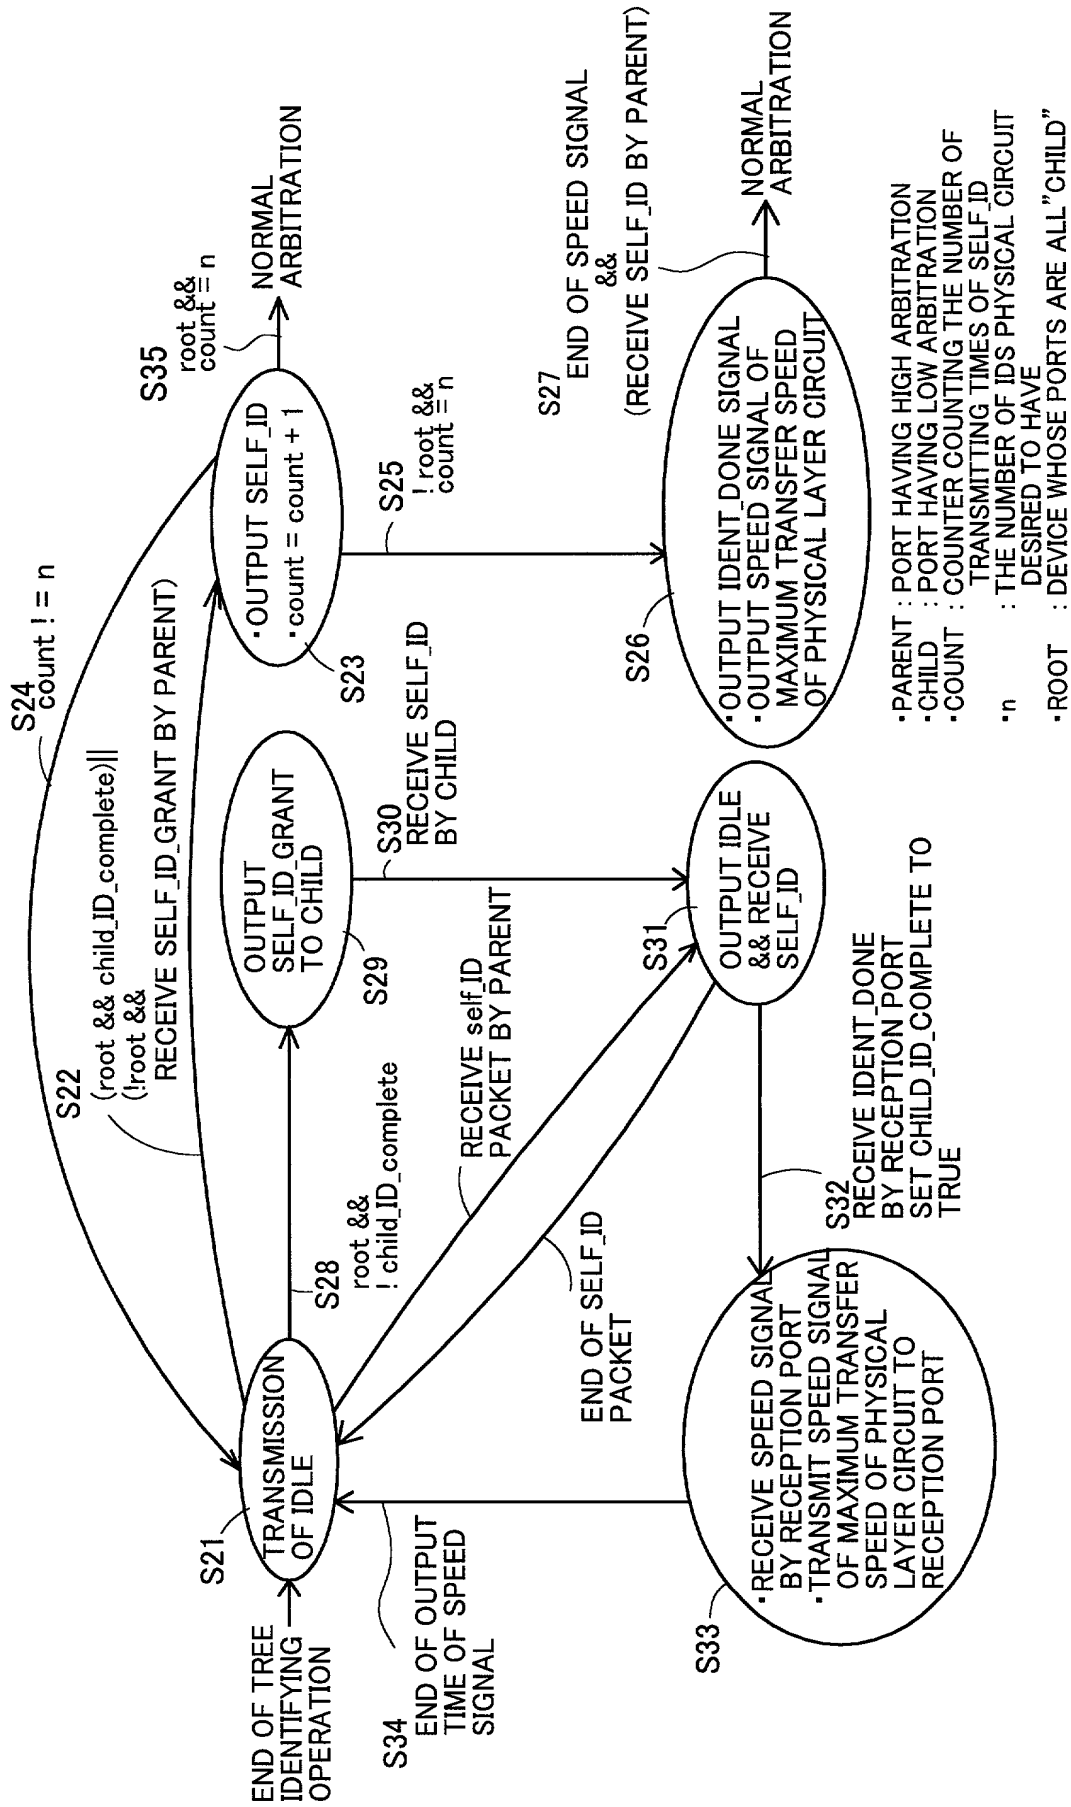 END OF TREE
IDENTIFYING
OPERATION
S21
TRANSMISSION
OF IDLE
S22
(root && child_ID_complete)||
(!root &&
RECEIVE SELF_ID_GRANT BY PARENT)
S24
count ! = n
S35
root &&
count = n
NORMAL
ARBITRATION
•OUTPUT SELF_ID
•count = count + 1
S23
S28
root &&
! child_ID_complete
OUTPUT
SELF_ID_GRANT
TO CHILD
S29
S25
! root &&
count = n
S30
RECEIVE SELF_ID
BY CHILD
S34
END OF OUTPUT
TIME OF SPEED
SIGNAL
RECEIVE self_ID
PACKET BY PARENT
END OF SELF_ID
PACKET
S31
OUTPUT IDLE
&& RECEIVE
SELF_ID
S27
END OF SPEED SIGNAL
&&
(RECEIVE SELF_ID BY PARENT)
S26
•OUTPUT IDENT_DONE SIGNAL
•OUTPUT SPEED SIGNAL OF
MAXIMUM TRANSFER SPEED
OF PHYSICAL LAYER CIRCUIT
NORMAL
ARBITRATION
S33
•RECEIVE SPEED SIGNAL
BY RECEPTION PORT
•TRANSMIT SPEED SIGNAL
OF MAXIMUM TRANSFER
SPEED OF PHYSICAL
LAYER CIRCUIT TO
RECEPTION PORT
S32
RECEIVE IDENT_DONE
BY RECEPTION PORT
SET CHILD_ID_COMPLETE TO
TRUE
•PARENT : PORT HAVING HIGH ARBITRATION
•CHILD : PORT HAVING LOW ARBITRATION
•COUNT : COUNTER COUNTING THE NUMBER OF
TRANSMITTING TIMES OF SELF_ID
•n : THE NUMBER OF IDS PHYSICAL CIRCUIT
DESIRED TO HAVE
•ROOT : DEVICE WHOSE PORTS ARE ALL"CHILD"